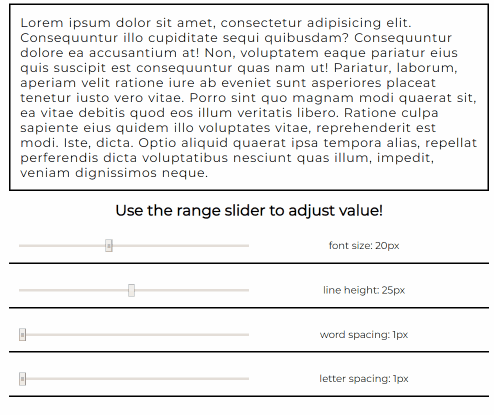 Lorem ipsum dolor sit amet, consectetur adipisicing elit.
Consequuntur illo cupiditate sequi quibusdam? Consequuntur
dolore ea accusantium at! Non, voluptatem eaque pariatur eius
quis suscipit est consequuntur quas nam ut! Pariatur, laborum,
aperiam velit ratione iure ab eveniet sunt asperiores placeat
tenetur iusto vero vitae. Porro sint quo magnam modi quaerat sit,
ea vitae debitis quod eos illum veritatis libero. Ratione culpa
sapiente eius quidem illo voluptates vitae, reprehenderit est
modi. Iste, dicta. Optio aliquid quaerat ipsa tempora alias, repellat
perferendis dicta voluptatibus nesciunt quas illum, impedit,
veniam dignissimos neque.
Use the range slider to adjust value!
font size: 20px
line height: 25px
word spacing: 1px
letter spacing: 1px